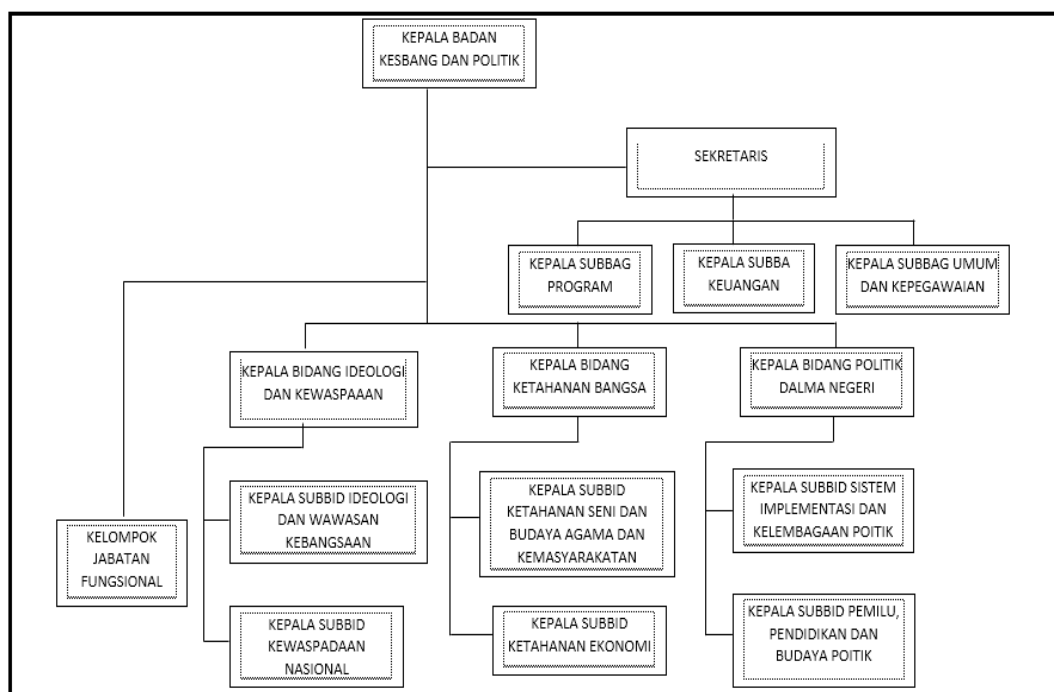 KEPALA BADAN
KESBANG DAN POLITIK
SEKRETARIS
KEPALA SUBBAG
PROGRAM
KEPALA SUBBA
KEUANGAN
KEPALA SUBBAG UMUM
DAN KEPEGAWAIAN
KEPALA BIDANG IDEOLOGI
DAN KEWASPAAAN
KEPALA BIDANG
KETAHANAN BANGSA
KEPALA BIDANG POLITIK
DALMA NEGERI
KEPALA SUBBID IDEOLOGI
DAN WAWASAN
KEBANGSAAN
KEPALA SUBBID
KETAHANAN SENI DAN
BUDAYA AGAMA DAN
KEMASYARAKATAN
KEPALA SUBBID SISTEM
IMPLEMENTASI DAN
KELEMBAGAAN POITIK
KELOMPOK
JABATAN
FUNGSIONAL
KEPALA SUBBID
KEWASPADAAN
NASIONAL
KEPALA SUBBID
KETAHANAN EKONOMI
KEPALA SUBBID PEMILU,
PENDIDIKAN DAN
BUDAYA POITIK